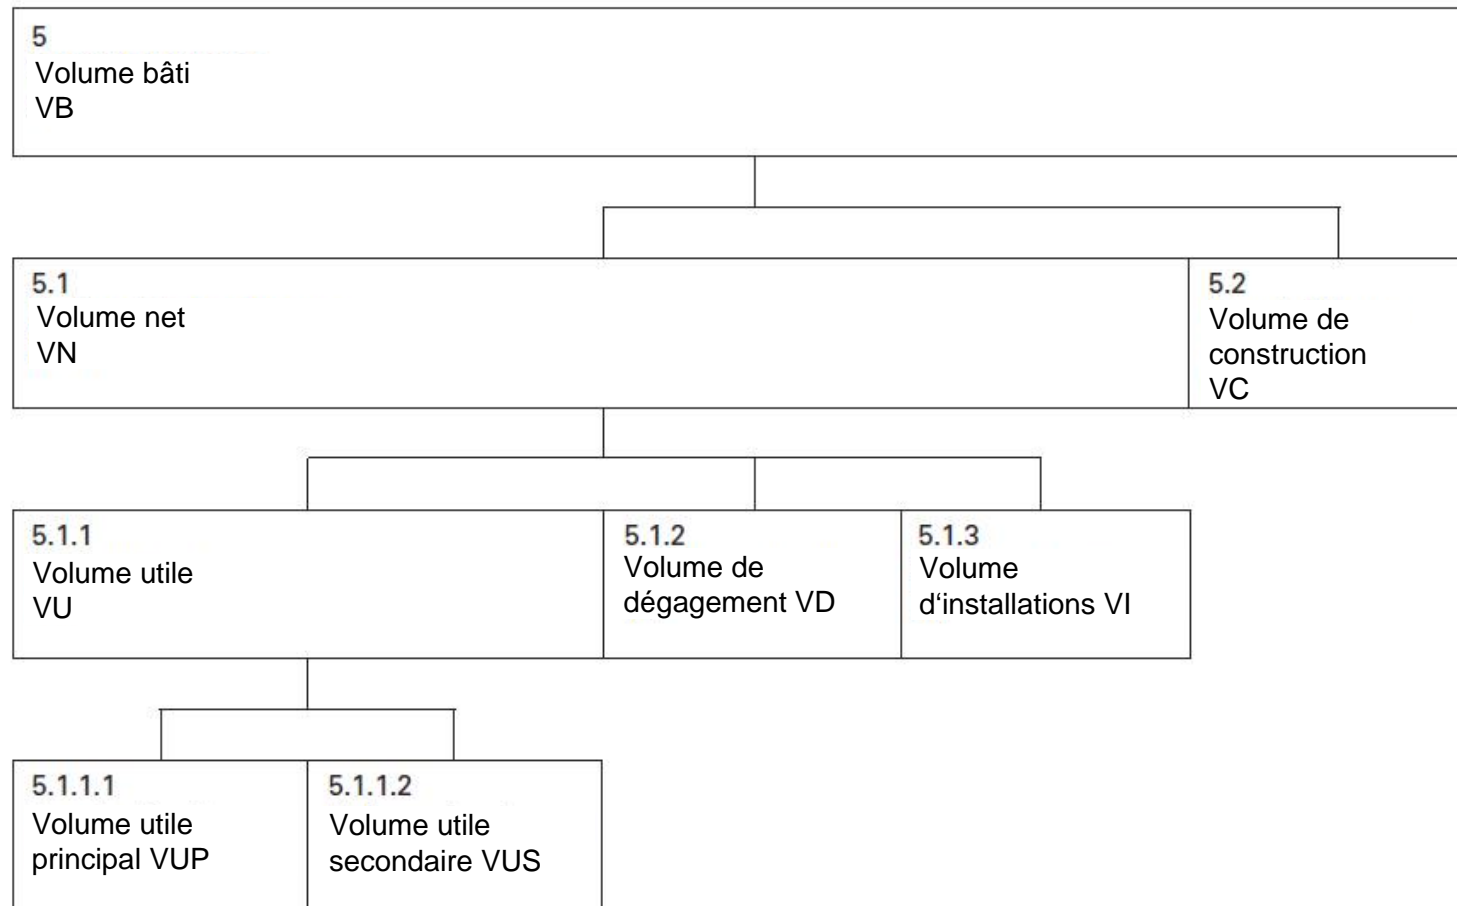 5
Volume bâti
VB
5.1
Volume net
VN
5.2
Volume de
construction
VC
5.1.1
Volume utile
VU
5.1.2
Volume de
dégagement VD
5.1.3
Volume
d‘installations VI
5.1.1.1
Volume utile
principal VUP
5.1.1.2
Volume utile
secondaire VUS